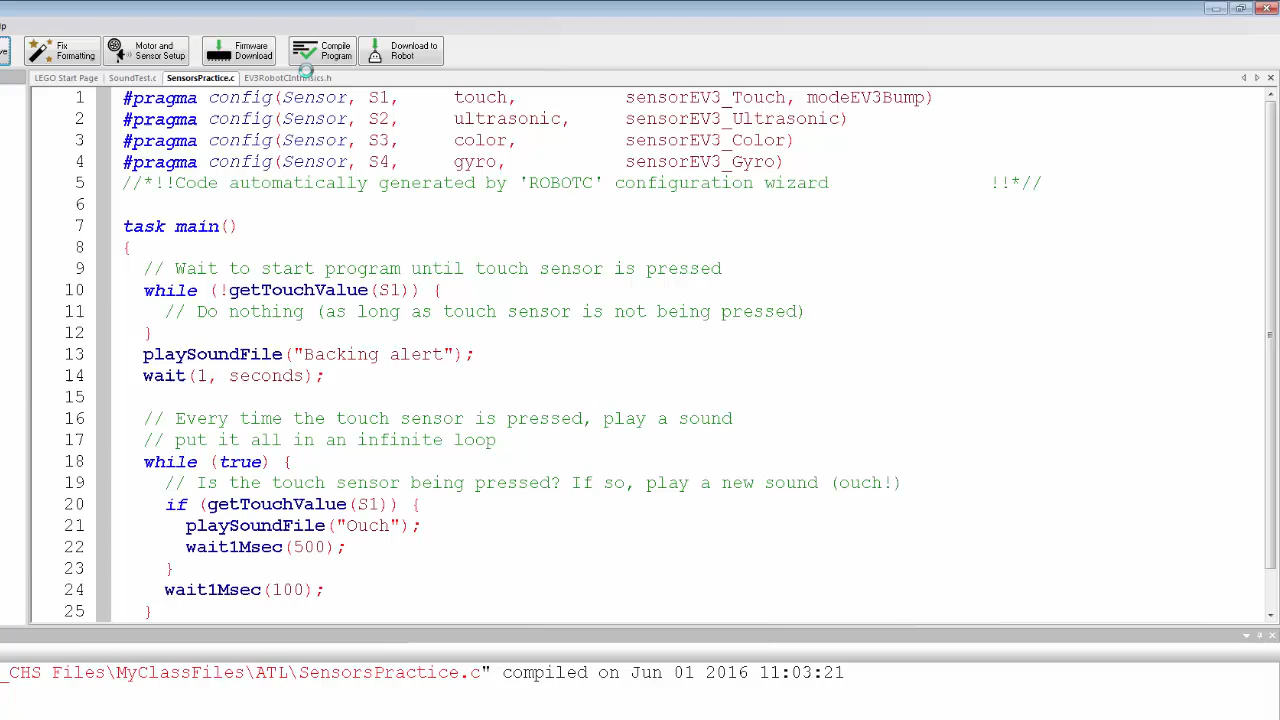 lp
Fix Formatting
Motor and Sensor Setup
Firmware Download
Compile Program
Download to Robot
LEGO Start Page SoundTest.c SensorsPractice.c EV3RobotCIntrinsics.h
1 #pragma config(Sensor, S1, touch, sensorEV3_Touch, modeEV3Bump)
2 #pragma config(Sensor, S2, ultrasonic, sensorEV3_Ultrasonic)
3 #pragma config(Sensor, S3, color, sensorEV3_Color)
4 #pragma config(Sensor, S4, gyro, sensorEV3_Gyro)
5 //*!!Code automatically generated by 'ROBOTC' configuration wizard !!*//
6
7 task main()
8 {
9 // Wait to start program until touch sensor is pressed
10 while (!getTouchValue(S1)) {
11 // Do nothing (as long as touch sensor is not being pressed)
12 }
13 playSoundFile("Backing alert");
14 wait(1, seconds);
15
16 // Every time the touch sensor is pressed, play a sound
17 // put it all in an infinite loop
18 while (true) {
19 // Is the touch sensor being pressed? If so, play a new sound (ouch!)
20 if (getTouchValue(S1)) {
21 playSoundFile("Ouch");
22 wait1Msec(500);
23 }
24 wait1Msec(100);
25 }
_CHS Files\MyClassFiles\ATL\SensorsPractice.c" compiled on Jun 01 2016 11:03:21